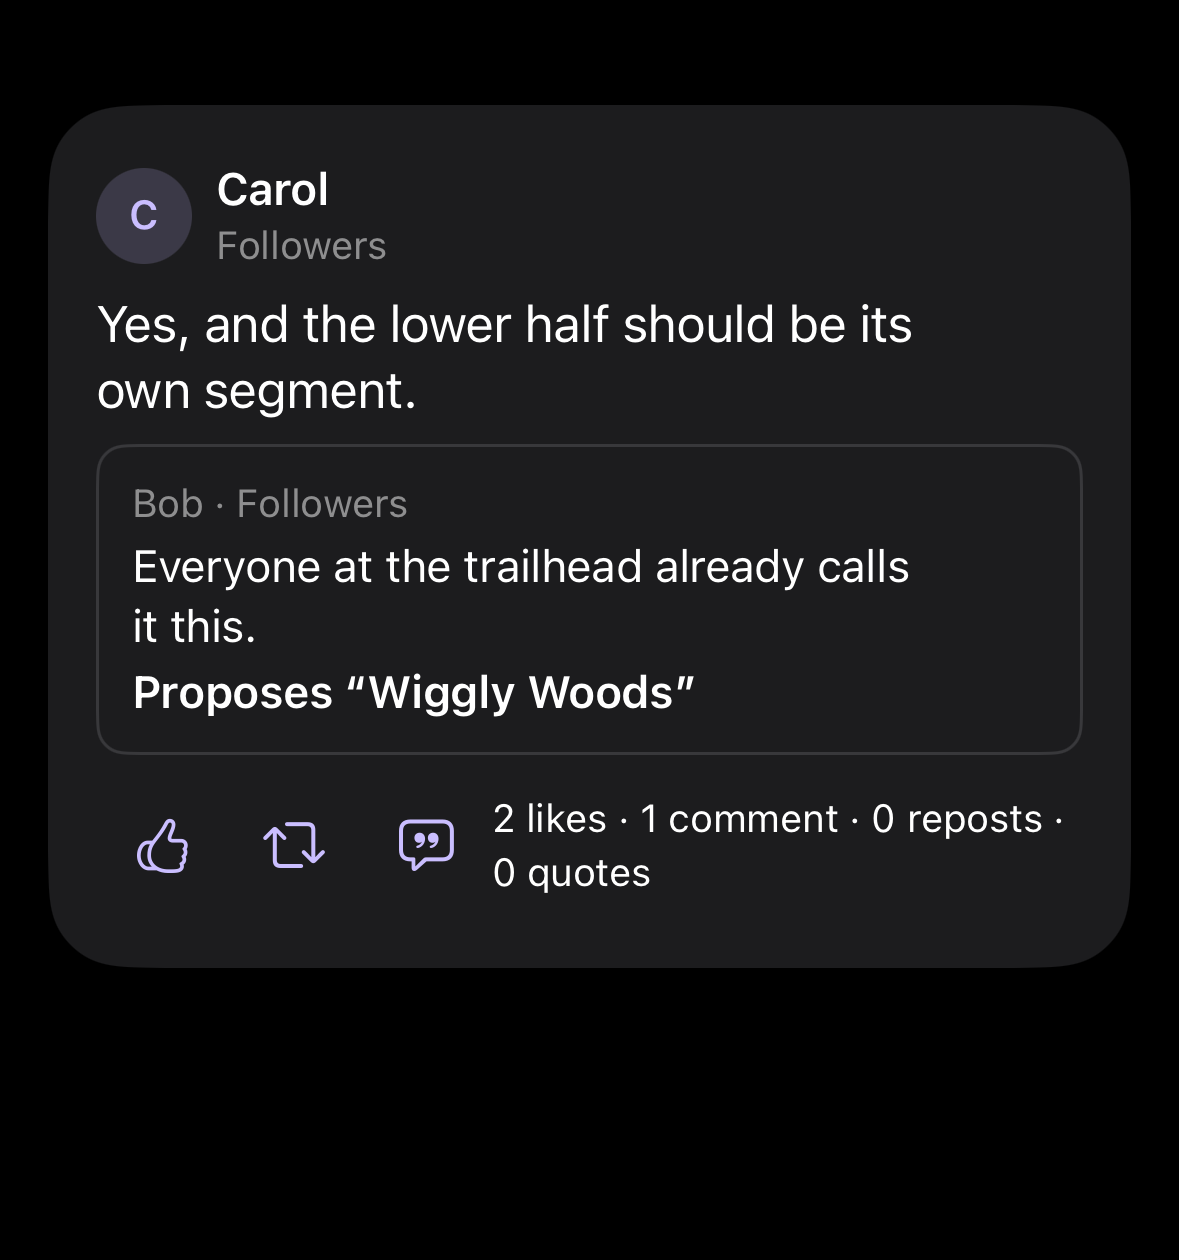 C
Carol
Followers
Yes, and the lower half should be its
own segment.
Bob · Followers
Everyone at the trailhead already calls
it this.
Proposes “Wiggly Woods”
2 likes · 1 comment · 0 reposts ·
0 quotes